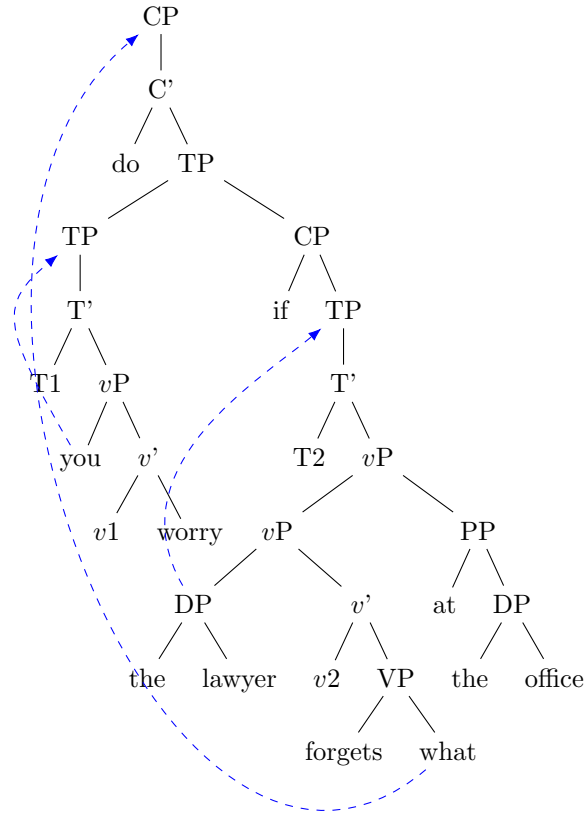 CP
C'
do TP
TP CP
T' if TP
T1 vP T'
you v' T2 vP
v1 worry vP PP
DP v' at DP
the lawyer v2 VP the office
forgets what